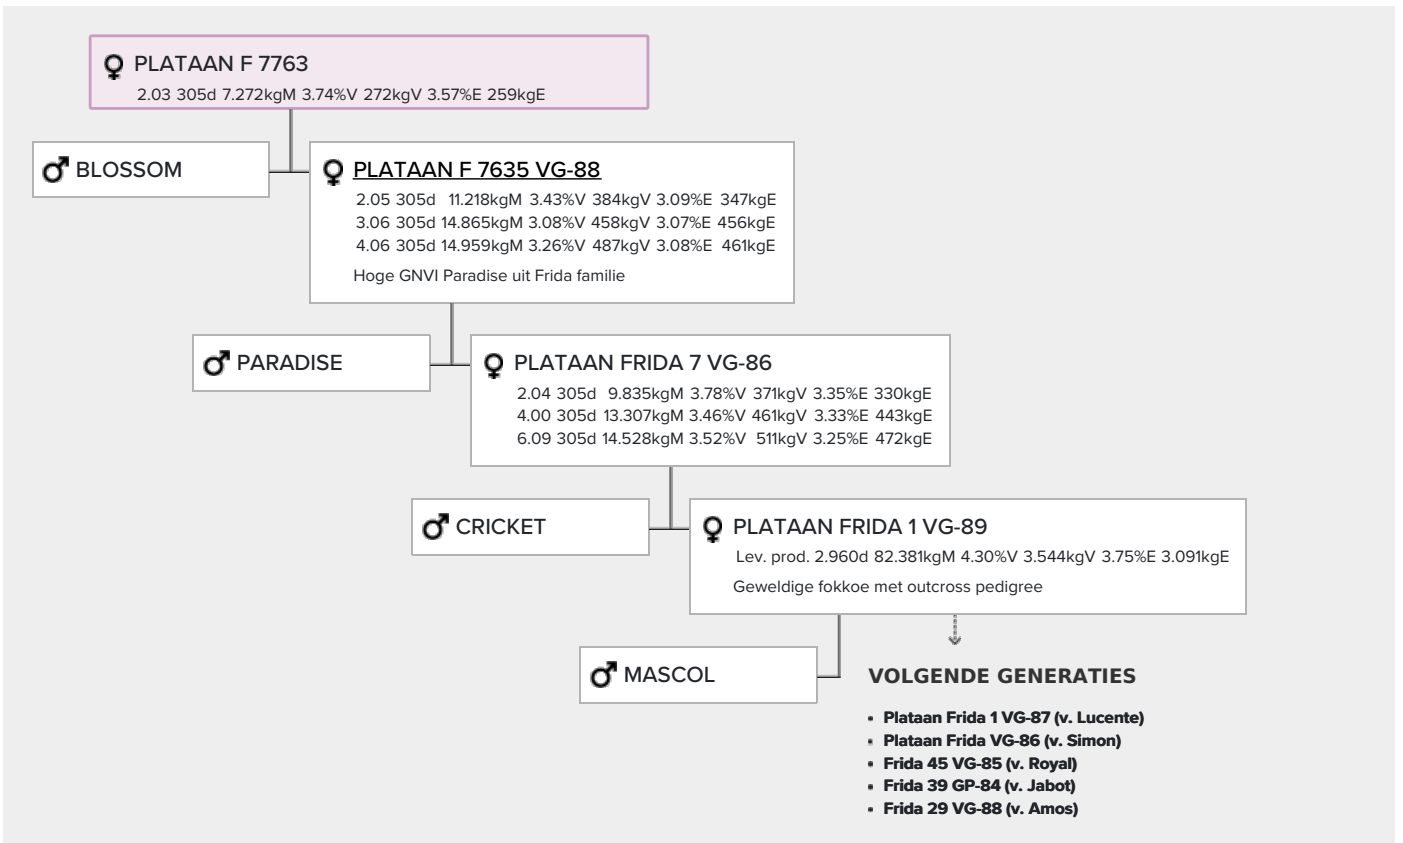 PLATAAN F 7763
2.03 305d 7.272kgM 3.74%V 272kgV 3.57%E 259kgE
BLOSSOM
PLATAAN F 7635 VG-88
2.05 305d 11.218kgM 3.43%V 384kgV 3.09%E 347kgE
3.06 305d 14.865kgM 3.08%V 458kgV 3.07%E 456kgE
4.06 305d 14.959kgM 3.26%V 487kgV 3.08%E 461kgE
Hoge GNVI Paradise uit Frida familie
PARADISE
PLATAAN FRIDA 7 VG-86
2.04 305d 9.835kgM 3.78%V 371kgV 3.35%E 330kgE
4.00 305d 13.307kgM 3.46%V 461kgV 3.33%E 443kgE
6.09 305d 14.528kgM 3.52%V 511kgV 3.25%E 472kgE
CRICKET
PLATAAN FRIDA 1 VG-89
Lev. prod. 2.960d 82.381kgM 4.30%V 3.544kgV 3.75%E 3.091kgE
Geweldige fokkoe met outcross pedigree
MASCOL
VOLGENDE GENERATIES
• Plataan Frida 1 VG-87 (v. Lucente)
• Plataan Frida VG-86 (v. Simon)
• Frida 45 VG-85 (v. Royal)
• Frida 39 GP-84 (v. Jabot)
• Frida 29 VG-88 (v. Amos)